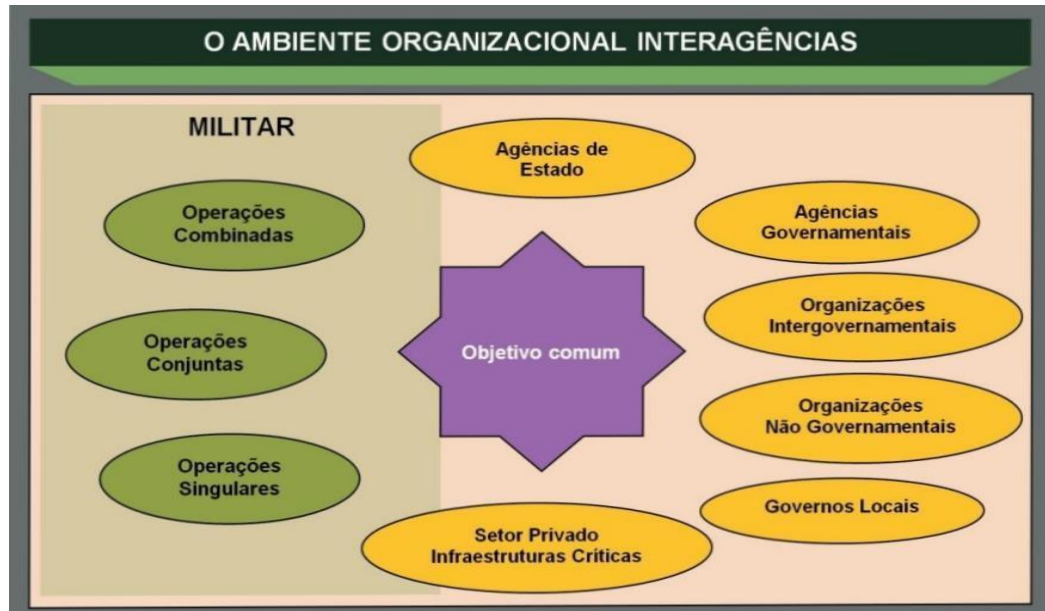 O AMBIENTE ORGANIZACIONAL INTERAGÊNCIAS
MILITAR
Operações
Combinadas
Operações
Conjuntas
Operações
Singulares
Agências de
Estado
Objetivo comum
Setor Privado
Infraestruturas Críticas
Agências
Governamentais
Organizações
Intergovernamentais
Organizações
Não Governamentais
Governos Locais